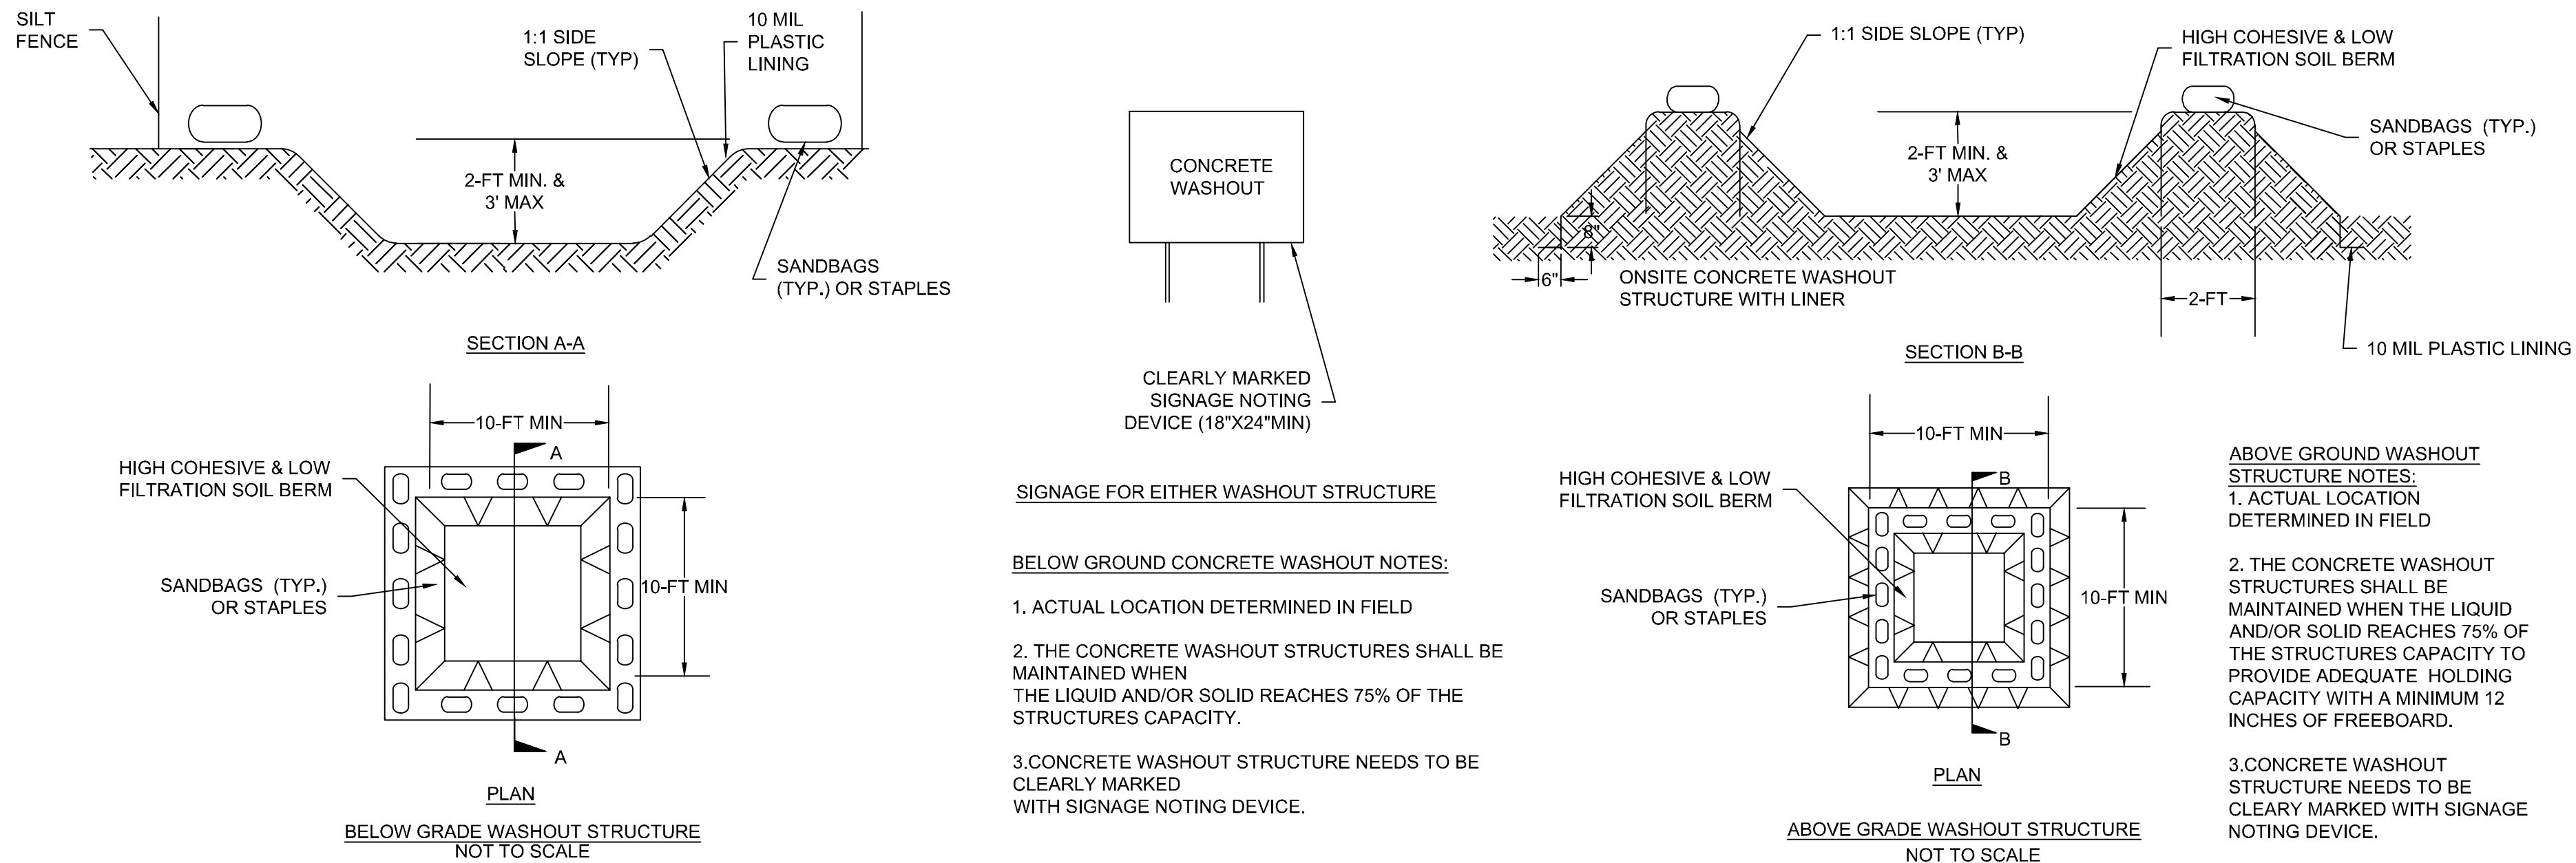 SILT
FENCE
1:1 SIDE
SLOPE (TYP)
10 MIL
PLASTIC
LINING
2-FT MIN. &
3' MAX
SANDBAGS
(TYP.) OR STAPLES
SECTION A-A
10-FT MIN
A
HIGH COHESIVE & LOW
FILTRATION SOIL BERM
SANDBAGS (TYP.)
OR STAPLES
10-FT MIN
A
PLAN
BELOW GRADE WASHOUT STRUCTURE
NOT TO SCALE
CONCRETE
WASHOUT
CLEARLY MARKED
SIGNAGE NOTING
DEVICE (18"X24"MIN)
SIGNAGE FOR EITHER WASHOUT STRUCTURE
BELOW GROUND CONCRETE WASHOUT NOTES:
1. ACTUAL LOCATION DETERMINED IN FIELD
2. THE CONCRETE WASHOUT STRUCTURES SHALL BE
MAINTAINED WHEN
THE LIQUID AND/OR SOLID REACHES 75% OF THE
STRUCTURES CAPACITY.
3.CONCRETE WASHOUT STRUCTURE NEEDS TO BE
CLEARLY MARKED
WITH SIGNAGE NOTING DEVICE.
1:1 SIDE SLOPE (TYP)
HIGH COHESIVE & LOW
FILTRATION SOIL BERM
SANDBAGS (TYP.)
OR STAPLES
2-FT MIN. &
3' MAX
8"
6"
ONSITE CONCRETE WASHOUT
STRUCTURE WITH LINER
2-FT
10 MIL PLASTIC LINING
SECTION B-B
10-FT MIN
B
HIGH COHESIVE & LOW
FILTRATION SOIL BERM
SANDBAGS (TYP.)
OR STAPLES
10-FT MIN
B
PLAN
ABOVE GRADE WASHOUT STRUCTURE
NOT TO SCALE
ABOVE GROUND WASHOUT
STRUCTURE NOTES:
1. ACTUAL LOCATION
DETERMINED IN FIELD
2. THE CONCRETE WASHOUT
STRUCTURES SHALL BE
MAINTAINED WHEN THE LIQUID
AND/OR SOLID REACHES 75% OF
THE STRUCTURES CAPACITY TO
PROVIDE ADEQUATE HOLDING
CAPACITY WITH A MINIMUM 12
INCHES OF FREEBOARD.
3.CONCRETE WASHOUT
STRUCTURE NEEDS TO BE
CLEARY MARKED WITH SIGNAGE
NOTING DEVICE.